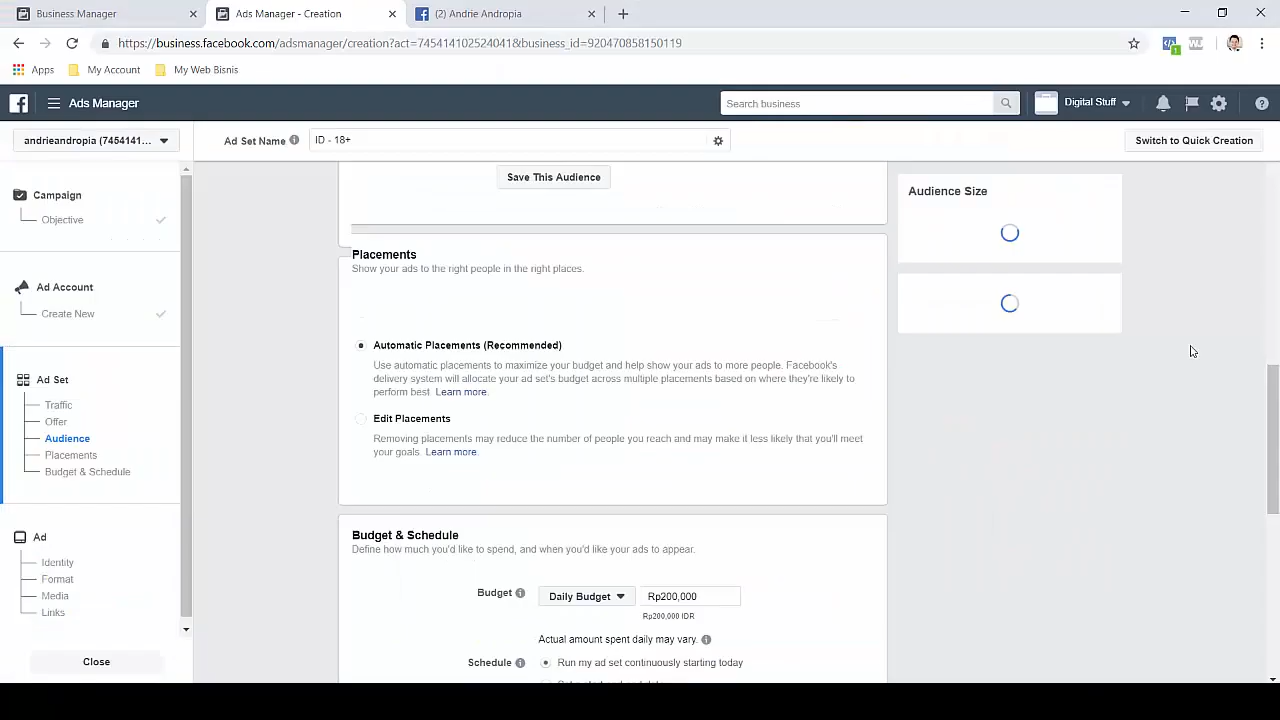 Business Manager
Ads Manager - Creation
(2) Andrie Andropia
https://business.facebook.com/adsmanager/creation?act=745414102524041&business_id=920470858150119
1
Apps
My Account
My Web Bisnis
Ads Manager
Search business
Digital Stuff
andrieandropia (7454141...
Ad Set Name
ID - 18+
Switch to Quick Creation
Campaign
Objective
Ad Account
Create New
Ad Set
Traffic
Offer
Audience
Placements
Budget & Schedule
Ad
Identity
Format
Media
Links
Close
Save This Audience
Placements
Show your ads to the right people in the right places.
Automatic Placements (Recommended)
Use automatic placements to maximize your budget and help show your ads to more people. Facebook's
delivery system will allocate your ad set's budget across multiple placements based on where they're likely to
perform best. Learn more.
Edit Placements
Removing placements may reduce the number of people you reach and may make it less likely that you'll meet
your goals. Learn more.
Budget & Schedule
Define how much you'd like to spend, and when you'd like your ads to appear.
Budget
Daily Budget
Rp200,000
Rp200,000 IDR
Actual amount spent daily may vary.
Schedule
Run my ad set continuously starting today
Audience Size